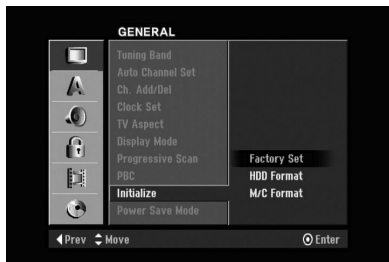 GENERAL
Tuning Band
Auto Channel Set
Ch. Add/Del
Clock Set
TV Aspect
Display Mode
Progressive Scan
PBC
Initialize
Power Save Mode
Factory Set
HDD Format
M/C Format
A
Prev Move Enter